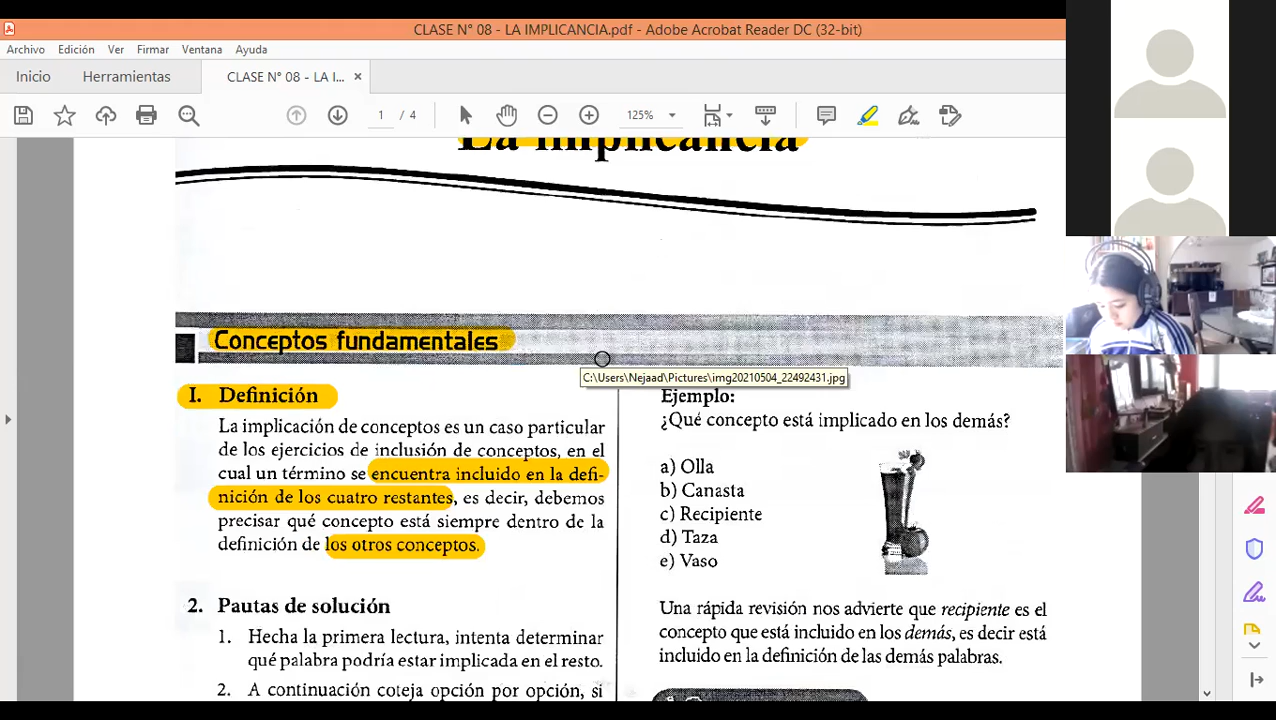 CLASE N° 08 - LA IMPLICANCIA.pdf - Adobe Acrobat Reader DC (32-bit)
Archivo Edición Ver Firmar Ventana Ayuda
Inicio Herramientas CLASE N° 08 - LA I... ×
1 / 4 125%
La implicancia
Conceptos fundamentales
C:\Users\Nejaad\Pictures\img20210504_22492431.jpg
I. Definición
La implicación de conceptos es un caso particular
de los ejercicios de inclusión de conceptos, en el
cual un término se encuentra incluido en la defi-
nición de los cuatro restantes, es decir, debemos
precisar qué concepto está siempre dentro de la
definición de los otros conceptos.
2. Pautas de solución
1. Hecha la primera lectura, intenta determinar
qué palabra podría estar implicada en el resto.
2. A continuación coteja opción por opción, si
Ejemplo:
¿Qué concepto está implicado en los demás?
a) Olla
b) Canasta
c) Recipiente
d) Taza
e) Vaso
Una rápida revisión nos advierte que recipiente es el
concepto que está incluido en los demás, es decir está
incluido en la definición de las demás palabras.